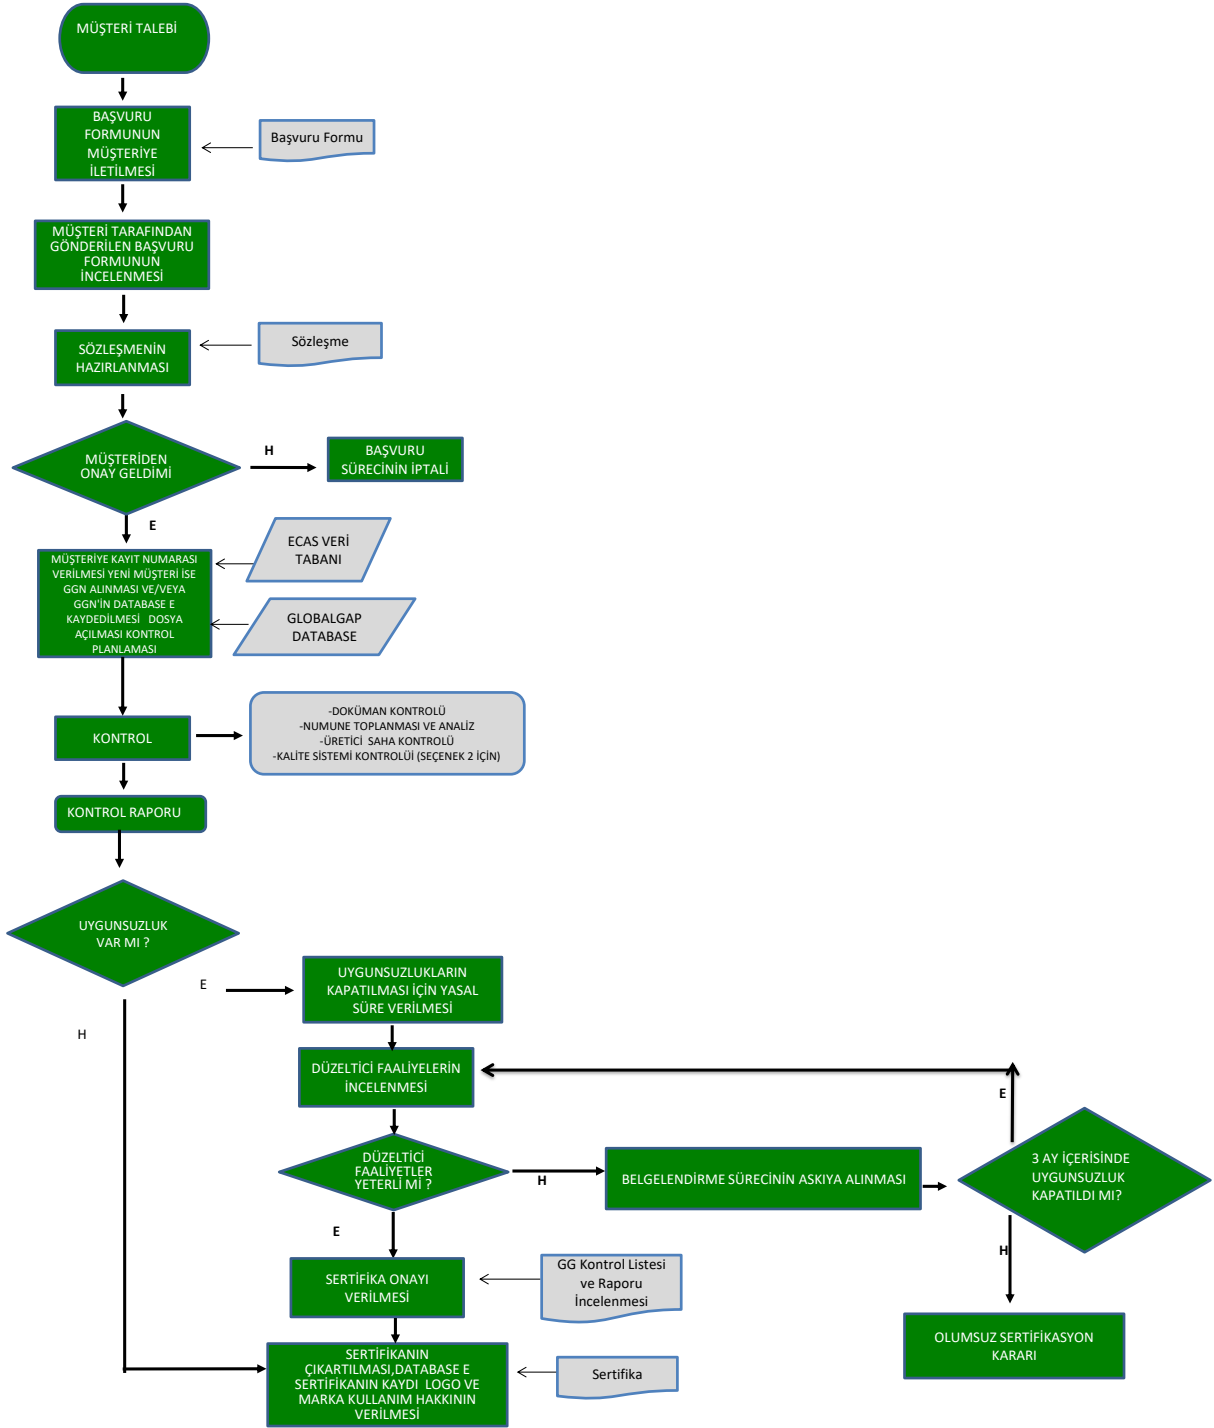 MÜŞTERİ TALEBİ
BAŞVURU
FORMUNUN
MÜŞTERİYE
İLETİLMESİ
Başvuru Formu
MÜŞTERİ TARAFINDAN
GÖNDERİLEN BAŞVURU
FORMUNUN
İNCELENMESİ
SÖZLEŞMENİN
HAZIRLANMASI
Sözleşme
MÜŞTERİDEN
ONAY GELDİMİ
H
BAŞVURU
SÜRECİNİN İPTALİ
E
MÜŞTERİYE KAYIT NUMARASI
VERİLMESİ YENİ MÜŞTERİ İSE
GGN ALINMASI VE/VEYA
GGN'İN DATABASE E
KAYDEDİLMESİ DOSYA
AÇILMASI KONTROL
PLANLAMASI
ECAS VERİ
TABANI
GLOBALGAP
DATABASE
KONTROL
-DOKÜMAN KONTROLÜ
-NUMUNE TOPLANMASI VE ANALİZ
-ÜRETİCİ SAHA KONTROLÜ
-KALİTE SİSTEMİ KONTROLÜİ (SEÇENEK 2 İÇİN)
KONTROL RAPORU
UYGUNSUZLUK
VAR MI ?
E
H
UYGUNSUZLUKLARIN
KAPATILMASI İÇİN YASAL
SÜRE VERİLMESİ
DÜZELTİCİ FAALİYELERİN
İNCELENMESİ
DÜZELTİCİ
FAALİYETLER
YETERLİ Mİ ?
H
BELGELENDİRME SÜRECİNİN ASKIYA ALINMASI
E
3 AY İÇERİSİNDE
UYGUNSUZLUK
KAPATILDI MI?
H
OLUMSUZ SERTİFİKASYON
KARARI
E
SERTİFİKA ONAYI
VERİLMESİ
GG Kontrol Listesi
ve Raporu
İncelenmesi
SERTİFİKANIN
ÇIKARTILMASI,DATABASE E
SERTİFİKANIN KAYDI LOGO VE
MARKA KULLANIM HAKKININ
VERİLMESİ
Sertifika